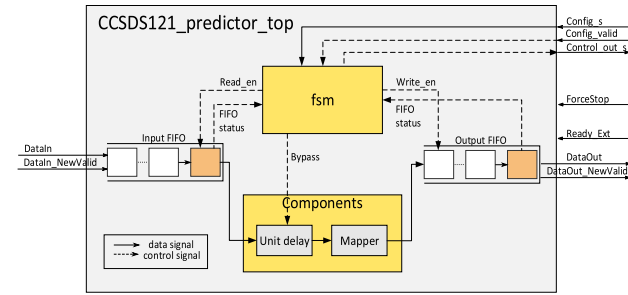 CCSDS121_predictor_top
Config_s
Config_valid
Control_out_s
Read_en
Write_en
fsm
FIFO
status
FIFO
status
ForceStop
Input FIFO
Output FIFO
Ready_Ext
DataIn
DataIn_NewValid
Bypass
DataOut
DataOut_NewValid
Components
Unit delay
Mapper
data signal
control signal